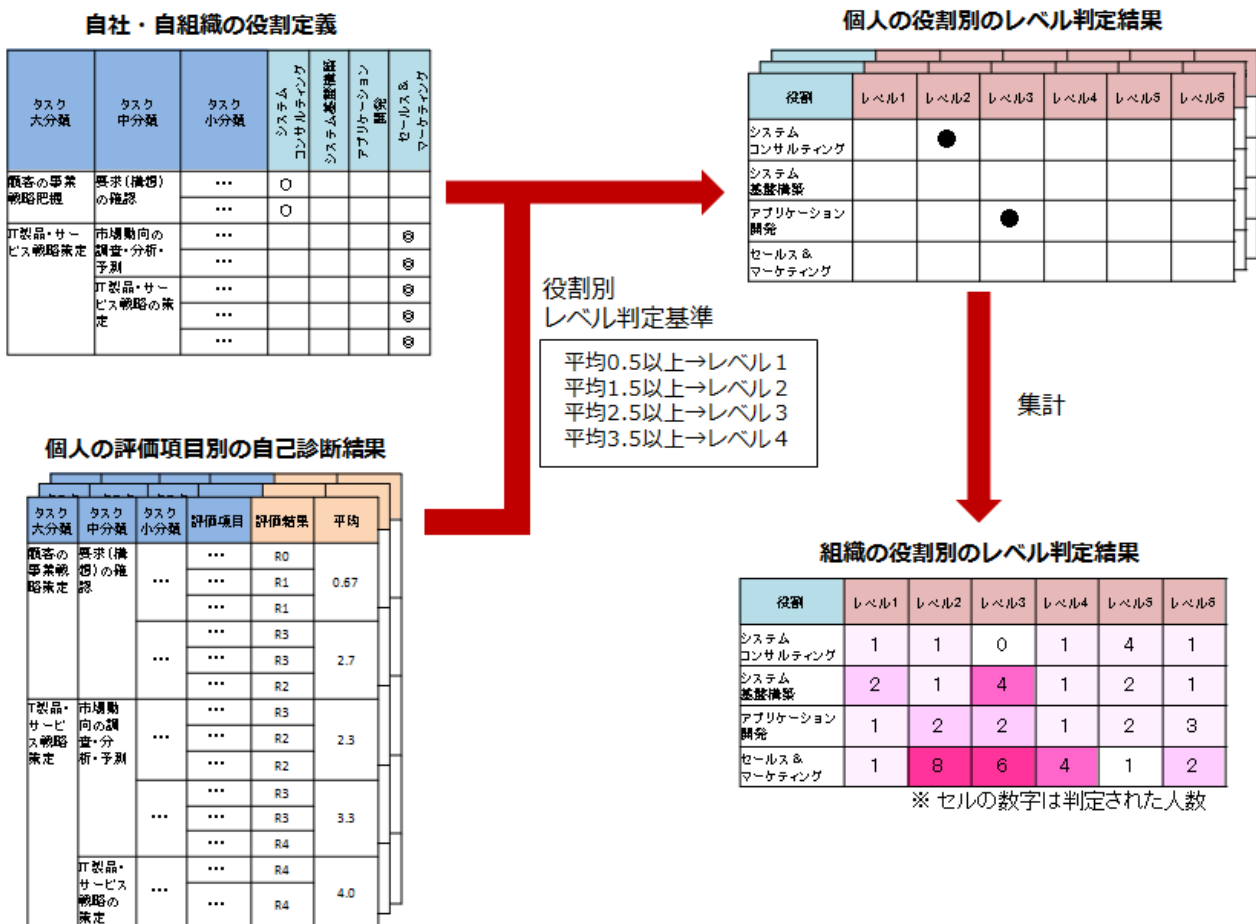 自社・自組織の役割定義
タスク
大分類
タスク
中分類
タスク
小分類
システム
コンサルティング
システム基盤構築
アプリケーション
開発
セールス&
マーケティング
顧客の事業
戦略把握
要求(構想)
の確認
… ○
… ○
IT製品・サー
ビス戦略策定
市場動向の
調査・分析・
予測
… ◎
… ◎
IT製品・サー
ビス戦略の策
定
… ◎
… ◎
… ◎
個人の評価項目別の自己診断結果
タスク
大分類
タスク
中分類
タスク
小分類
評価項目
評価結果
平均
顧客の
事業戦
略策定
要求(構
想)の確
認
…
… R0
… R1
… R1
0.67
…
… R3
… R3
… R2
2.7
IT製品・
サービ
ス戦略
策定
市場動
向の調
査・分
析・予測
…
… R3
… R2
… R2
2.3
…
… R3
… R3
… R4
3.3
IT製品・
サービス
戦略の
策定
…
… R4
… R4
4.0
役割別
レベル判定基準
平均0.5以上→レベル1
平均1.5以上→レベル2
平均2.5以上→レベル3
平均3.5以上→レベル4
個人の役割別のレベル判定結果
役割 レベル1 レベル2 レベル3 レベル4 レベル5 レベル6
システム
コンサルティング ●
システム
基盤構築
アプリケーション
開発 ●
セールス&
マーケティング
集計
組織の役割別のレベル判定結果
役割 レベル1 レベル2 レベル3 レベル4 レベル5 レベル6
システム
コンサルティング 1 1 0 1 4 1
システム
基盤構築 2 1 4 1 2 1
アプリケーション
開発 1 2 2 1 2 3
セールス&
マーケティング 1 8 6 4 1 2
※ セルの数字は判定された人数